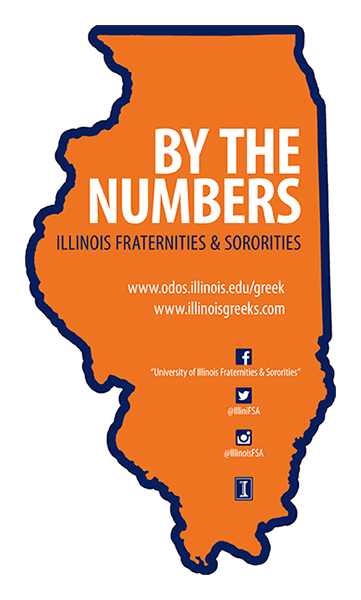 BY THE
NUMBERS
ILLINOIS FRATERNITIES & SORORITIES
www.odos.illinois.edu/greek
www.illinoisgreeks.com
f
"University of Illinois Fraternities & Sororities"
@IlliniFSA
@IllinoisFSA
I